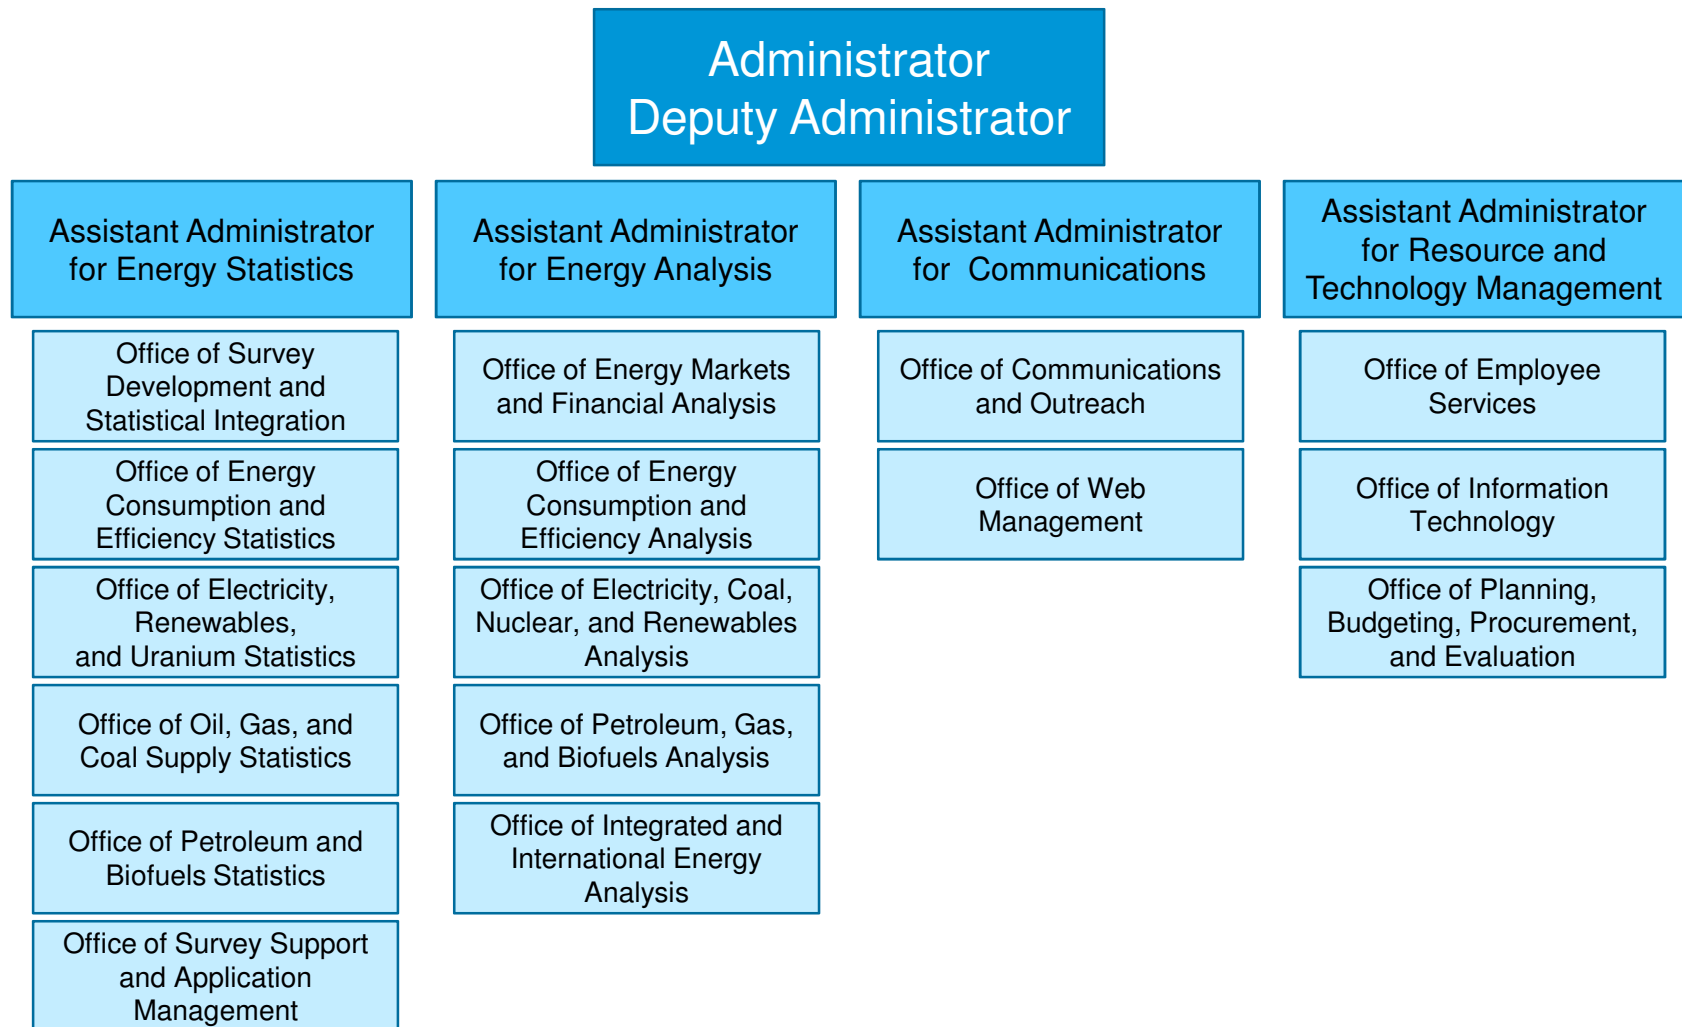 Administrator
Deputy Administrator
Assistant Administrator
for Energy Statistics
Office of Survey
Development and
Statistical Integration
Office of Energy
Consumption and
Efficiency Statistics
Office of Electricity,
Renewables,
and Uranium Statistics
Office of Oil, Gas, and
Coal Supply Statistics
Office of Petroleum and
Biofuels Statistics
Office of Survey Support
and Application
Management
Assistant Administrator
for Energy Analysis
Office of Energy Markets
and Financial Analysis
Office of Energy
Consumption and
Efficiency Analysis
Office of Electricity, Coal,
Nuclear, and Renewables
Analysis
Office of Petroleum, Gas,
and Biofuels Analysis
Office of Integrated and
International Energy
Analysis
Assistant Administrator
for Communications
Office of Communications
and Outreach
Office of Web
Management
Assistant Administrator
for Resource and
Technology Management
Office of Employee
Services
Office of Information
Technology
Office of Planning,
Budgeting, Procurement,
and Evaluation